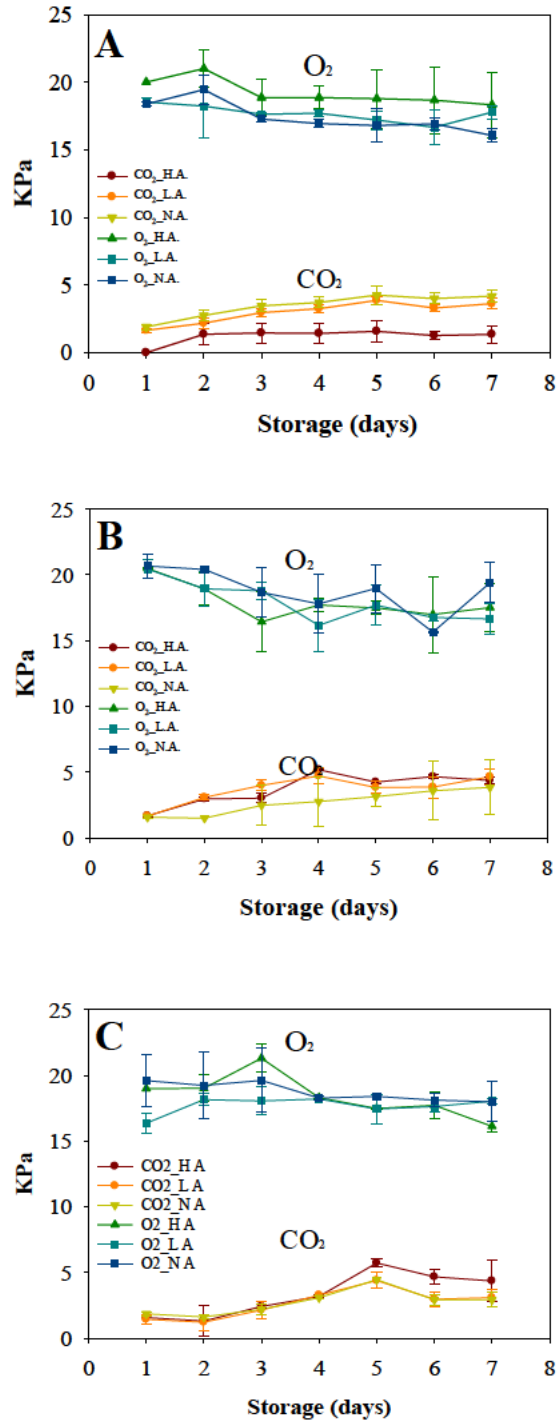 25
A
O₂
20
15
CO₂_H.A.
CO₂_L.A.
CO₂_N.A.
O₂_H.A.
O₂_L.A.
O₂_N.A.
10
KPa
CO₂
5
0
0 1 2 3 4 5 6 7 8
Storage (days)
25
B
O₂
20
15
CO₂_H.A.
CO₂_L.A.
CO₂_N.A.
O₂_H.A.
O₂_L.A.
O₂_N.A.
10
KPa
CO₂
5
0
0 1 2 3 4 5 6 7 8
Storage (days)
25
C
O₂
20
15
CO2_H A
CO2_L A
CO2_N A
O2_H A
O2_L A
O2_N A
10
KPa
CO₂
5
0
0 1 2 3 4 5 6 7 8
Storage (days)